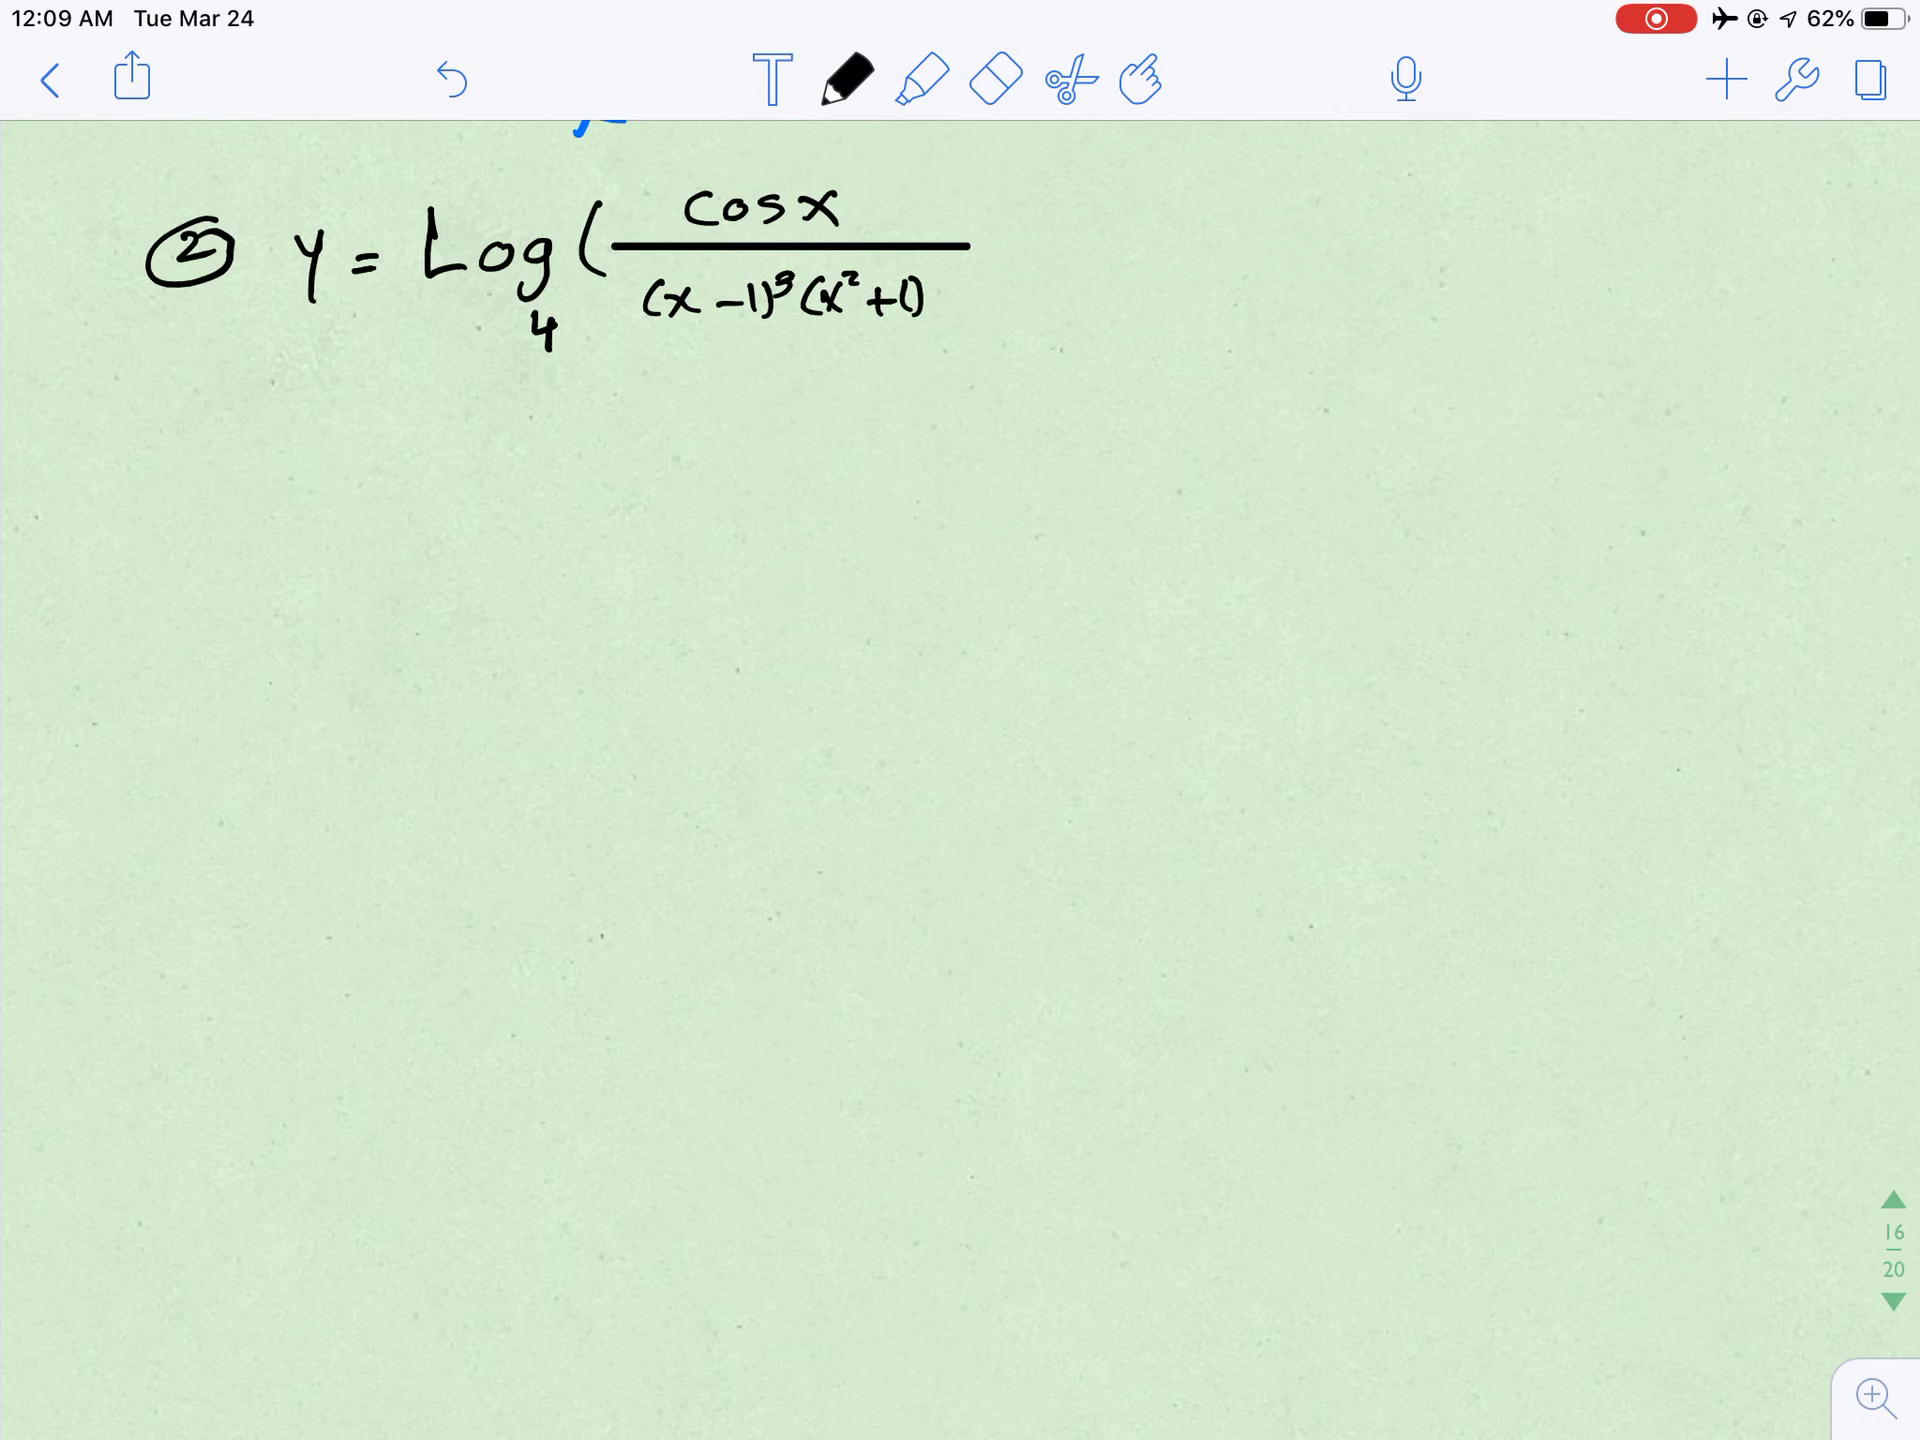 12:09 AM Tue Mar 24
62%
T
② y = Log₄ ( cos x / (x - 1)³ (x² + 1)
16
20